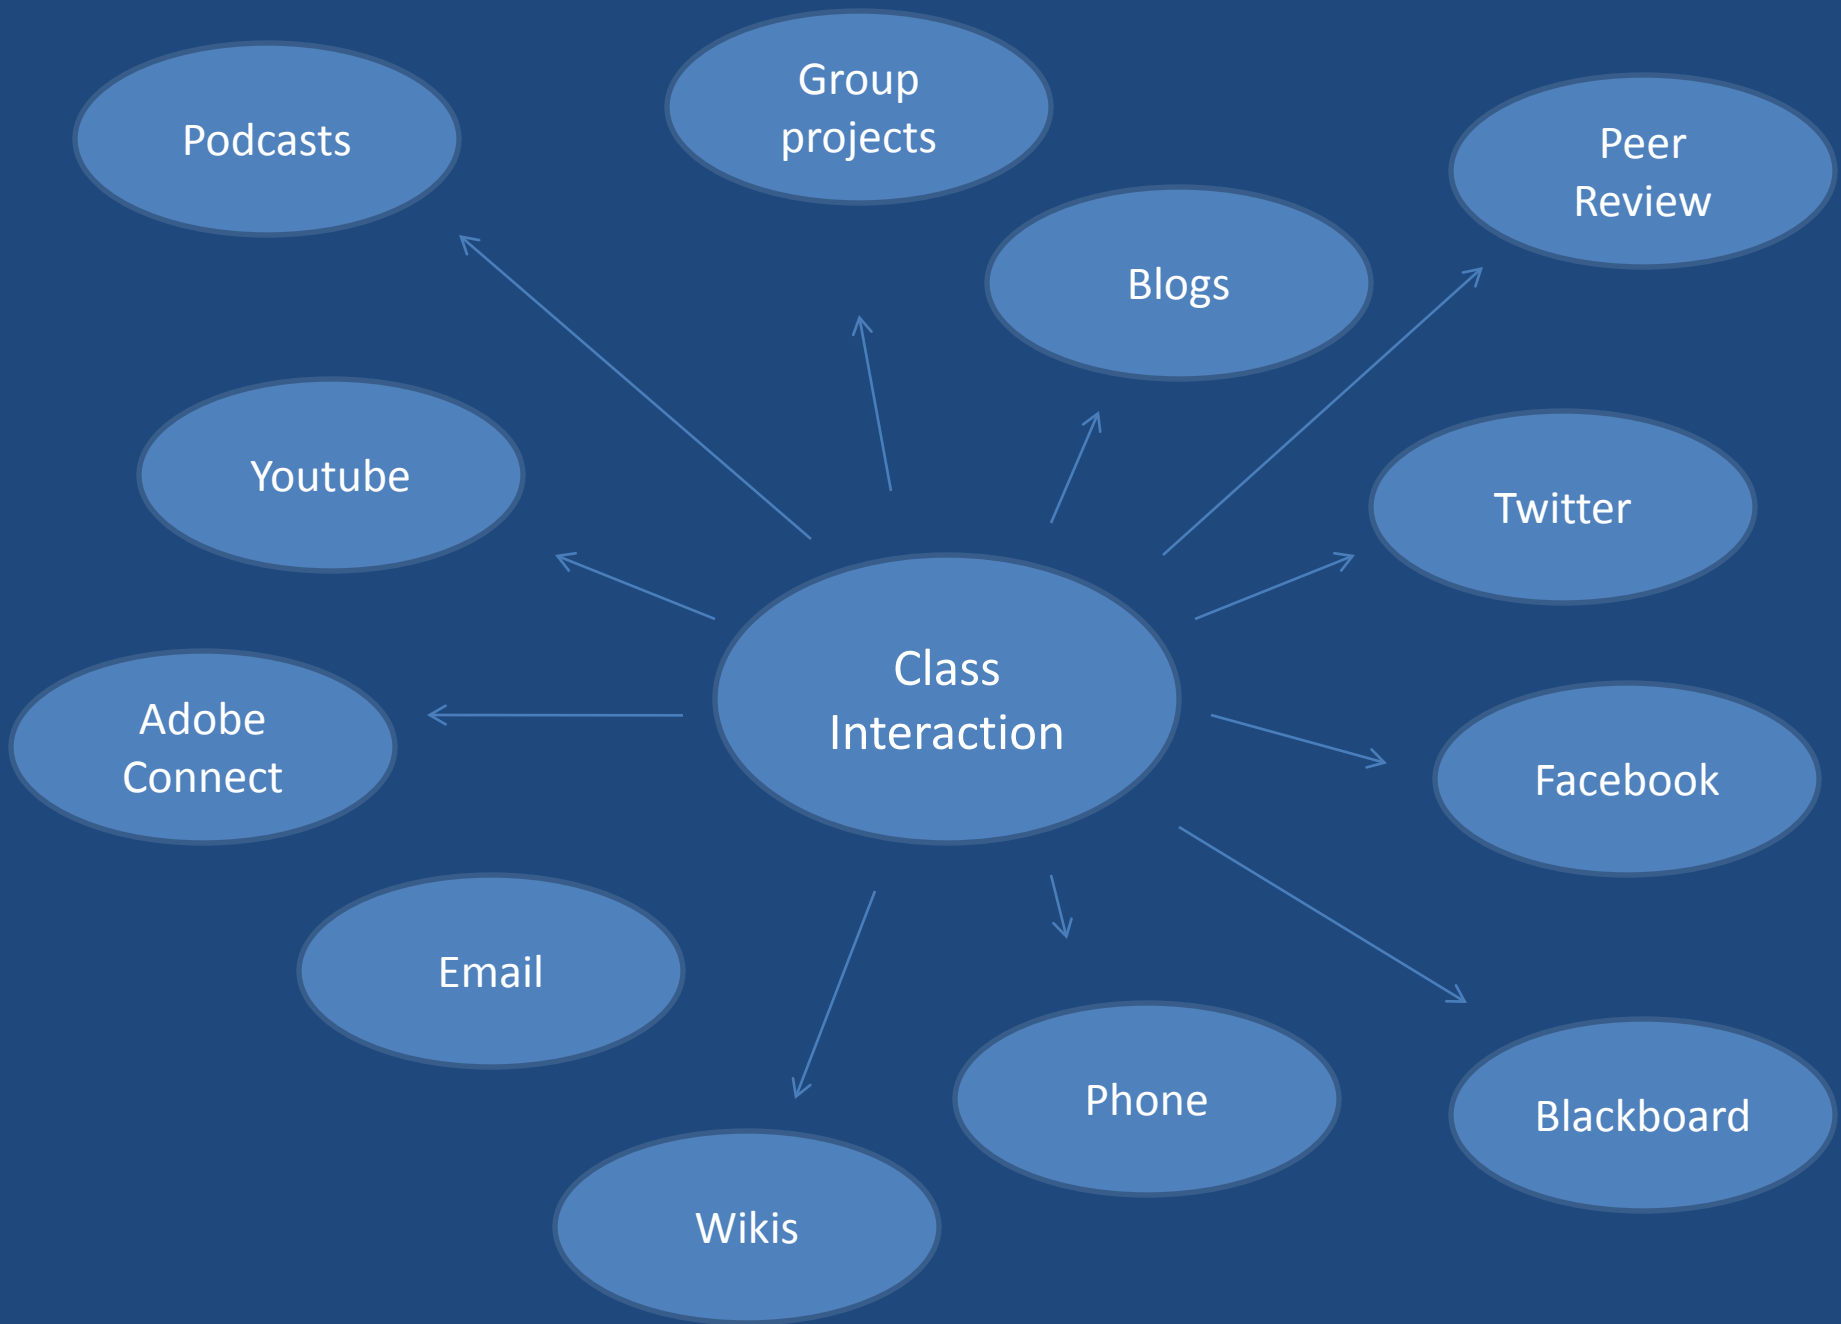 Group
projects
Podcasts
Peer
Review
Blogs
Youtube
Twitter
Class
Interaction
Adobe
Connect
Facebook
Email
Phone
Blackboard
Wikis